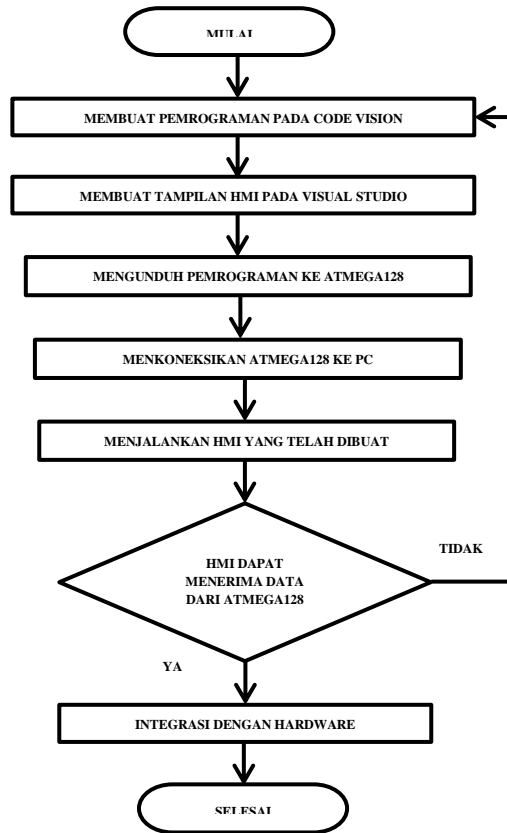 MULAI
MEMBUAT PEMROGRAMAN PADA CODE VISION
MEMBUAT TAMPILAN HMI PADA VISUAL STUDIO
MENGUNDUH PEMROGRAMAN KE ATMEGA128
MENKONEKSIKAN ATMEGA128 KE PC
MENJALANKAN HMI YANG TELAH DIBUAT
HMI DAPAT
MENERIMA DATA
DARI ATMEGA128
TIDAK
YA
INTEGRASI DENGAN HARDWARE
SELESAI